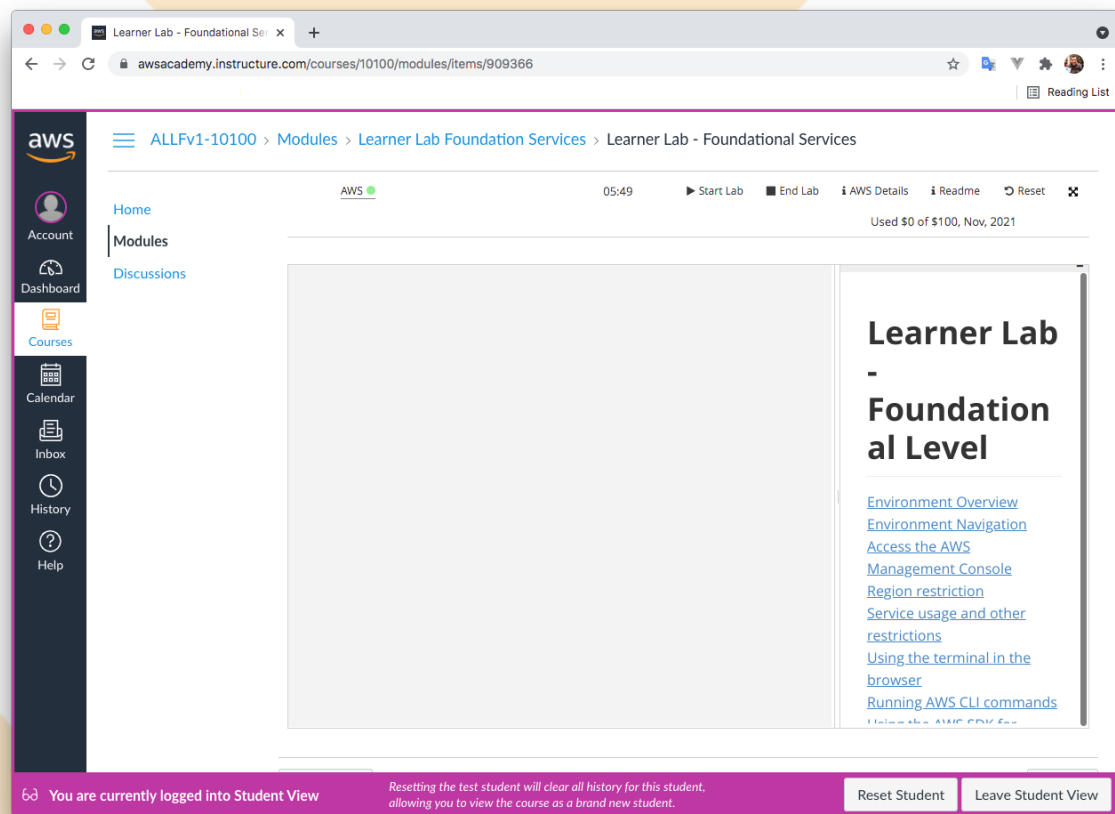 Learner Lab - Foundational Ser
awsacademy.instructure.com/courses/10100/modules/items/909366
Reading List
aws
ALLFv1-10100 > Modules > Learner Lab Foundation Services > Learner Lab - Foundational Services
AWS
05:49
Start Lab
End Lab
AWS Details
Readme
Reset
Used $0 of $100, Nov, 2021
Home
Modules
Discussions
Account
Dashboard
Courses
Calendar
Inbox
History
Help
Learner Lab
-
Foundation
al Level
Environment Overview
Environment Navigation
Access the AWS
Management Console
Region restriction
Service usage and other
restrictions
Using the terminal in the
browser
Running AWS CLI commands
Using the AWS SDK for
You are currently logged into Student View
Resetting the test student will clear all history for this student,
allowing you to view the course as a brand new student.
Reset Student
Leave Student View